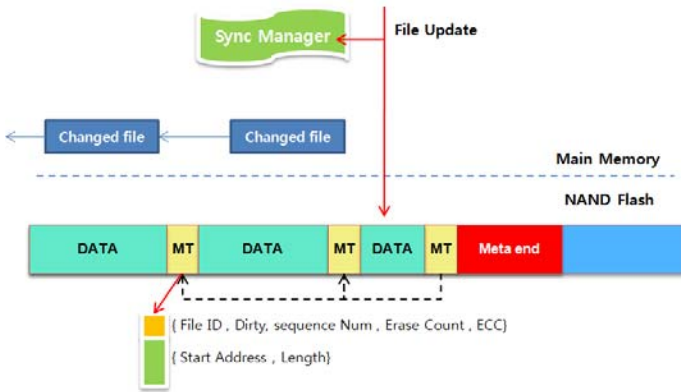 Sync Manager
File Update
Changed file
Changed file
Main Memory
NAND Flash
DATA
MT
DATA
MT
DATA
MT
Meta end
{ File ID , Dirty, sequence Num , Erase Count , ECC}
{ Start Address , Length}